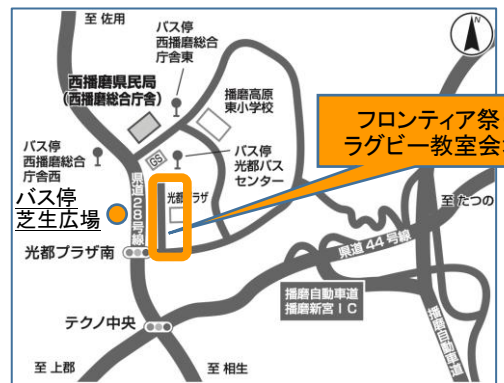 至 佐用
N
バス停
西播磨総合
庁舎東
西播磨県民局
(西播磨総合庁舎)
播磨高原
東小学校
フロンティア祭
ラグビー教室会
バス停
西播磨総合
庁舎西
GS
バス停
光都バス
センター
バス停
芝生広場
県道28号線
光都プラザ
至 たつの
光都プラザ南
県道44号線
播磨自動車道
播磨新宮IC
テクノ中央
播磨自動車道
至 上郡
至 相生